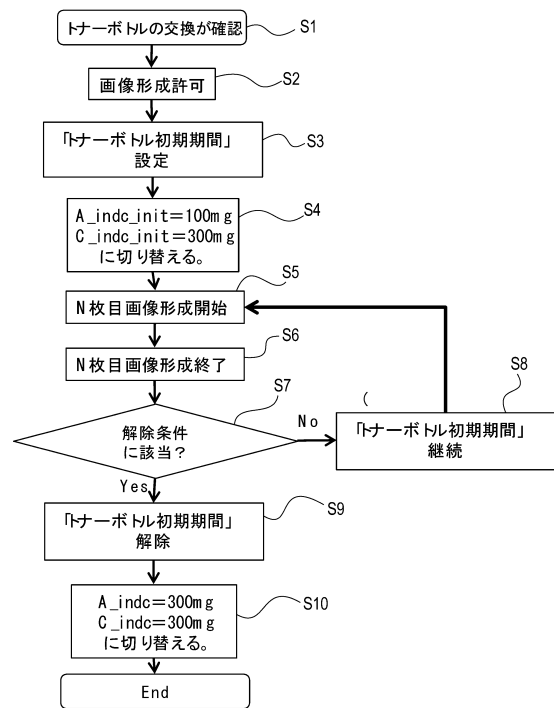 トナーボトルの交換が確認
S1
画像形成許可
S2
「トナーボトル初期期間」
設定
S3
A_indc_init=100mg
C_indc_init=300mg
に切り替える。
S4
N枚目画像形成開始
S5
N枚目画像形成終了
S6
解除条件
に該当?
S7
No
「トナーボトル初期期間」
継続
S8
(
Yes
「トナーボトル初期期間」
解除
S9
A_indc=300mg
C_indc=300mg
に切り替える。
S10
End